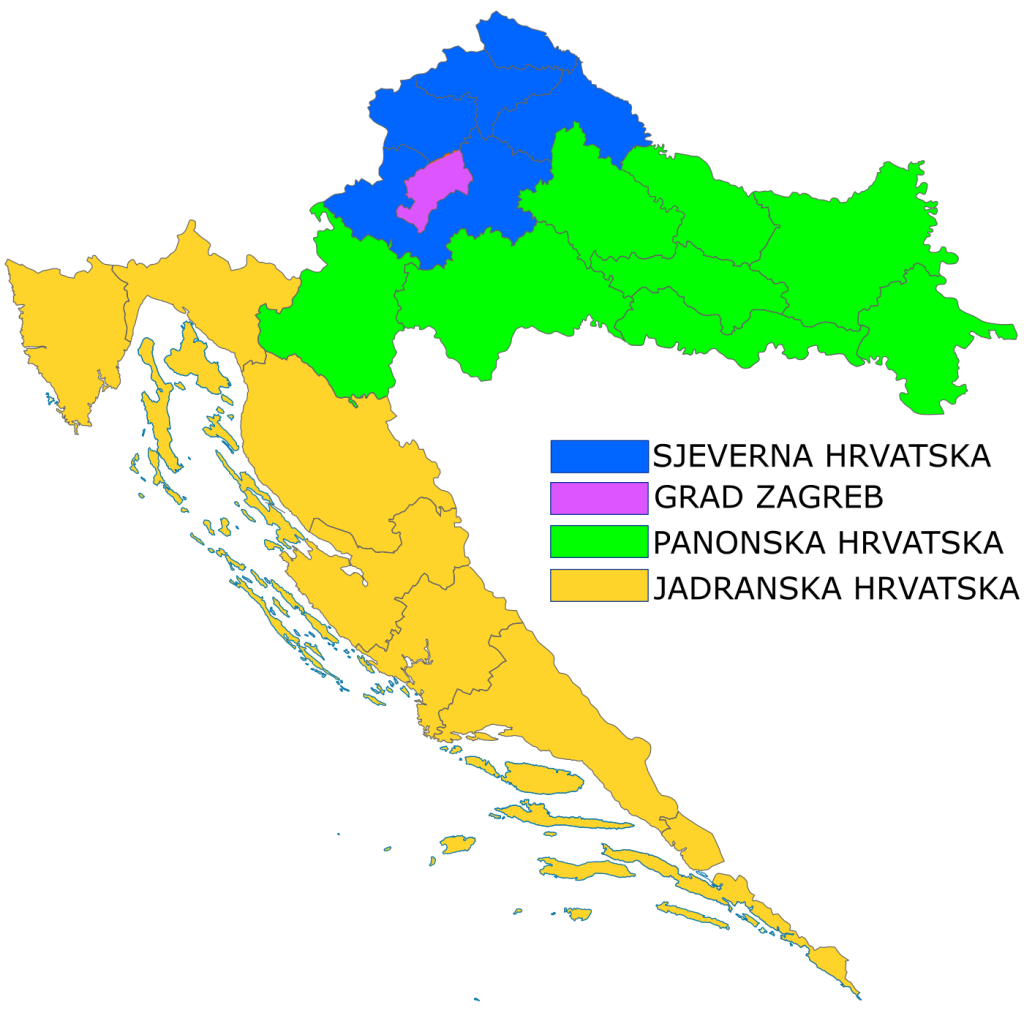 SJEVERNA HRVATSKA
GRAD ZAGREB
PANONSKA HRVATSKA
JADRANSKA HRVATSKA